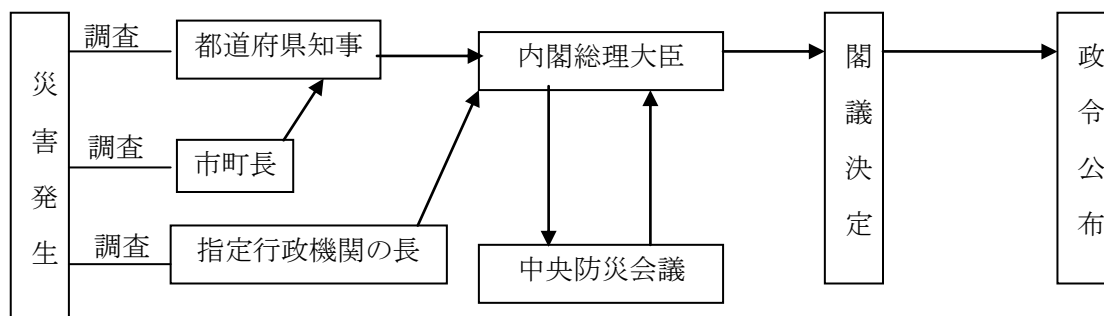 災害発生
調査
都道府県知事
調査
市町長
調査
指定行政機関の長
内閣総理大臣
中央防災会議
閣議決定
政令公布